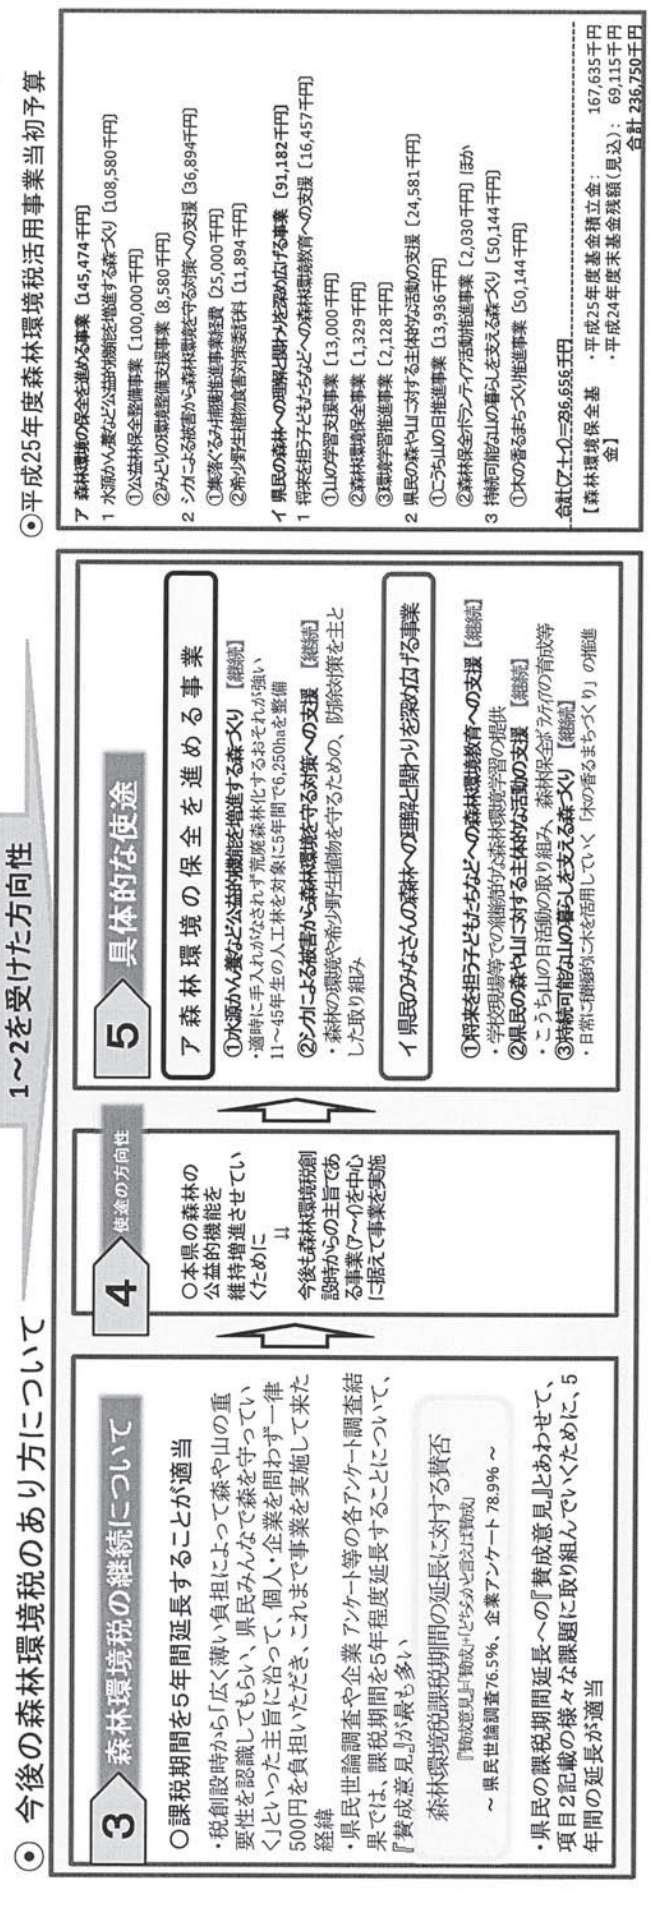 1～2を受けた方向性
⦿ 今後の森林環境税のあり方について
3 森林環境税の継続について
○課税期間を5年間延長することが適当
・税創設時から「広く薄い負担によって森や山の重
要性を認識してもらい、県民みんなで森を守ってい
く」といった主旨に沿って、個人・企業を問わず一律
500円を負担いただき、これまで事業を実施して来た
経緯
・県民世論調査や企業アンケート等の各アンケート調査結
果では、課税期間を5年程度延長することについて、
『賛成意見』が最も多い
森林環境税課税期間の延長に対する賛否
『賛成意見』=「賛成」+「どちらかと言えば賛成」
～ 県民世論調査76.5%、企業アンケート 78.9% ～
・県民の課税期間延長への『賛成意見』とあわせて、
項目2記載の様々な課題に取り組んでいくために、5
年間の延長が適当
4 使途の方向性
○本県の森林の
公益的機能を
維持増進させてい
くために
⇓
今後も森林環境税創
設時からの主旨であ
る事業(ア～イ)を中心
に据えて事業を実施
5 具体的な使途
ア 森林環境の保全を進める事業
①水源かん養など公益的機能を増進する森づくり 【継続】
・適時に手入れがなされず荒廃森林化するおそれが強い
11～45年生の人工林を対象に5年間で6,250haを整備
②シカによる被害から森林環境を守る対策への支援 【継続】
・森林の環境や希少野生植物を守るための、防除対策を主と
した取り組み
イ 県民のみなさんの森林への理解と関わりを深め広げる事業
①将来を担う子どもたちなどへの森林環境教育への支援【継続】
・学校現場等での継続的な森林環境学習の提供
②県民の森や山に対する主体的な活動の支援 【継続】
・こうち山の日活動の取り組み、森林保全ボランティアの育成等
③持続可能な山の暮らしを支える森づくり 【継続】
・日常に積極的に木を活用していく「木の香るまちづくり」の推進
⦿平成25年度森林環境税活用事業当初予算
ア 森林環境の保全を進める事業 〔145,474千円〕
1 水源かん養など公益的機能を増進する森づくり〔108,580千円〕
①公益林保全整備事業〔100,000千円〕
②みどりの環境整備支援事業〔8,580千円〕
2 シカによる被害から森林環境を守る対策への支援〔36,894千円〕
①集落ぐるみ捕獲推進事業経費〔25,000千円〕
②希少野生植物食害対策委託料〔11,894千円〕
イ 県民の森林への理解と関わりを深め広げる事業 〔91,182千円〕
1 将来を担う子どもたちなどへの森林環境教育への支援〔16,457千円〕
①山の学習支援事業〔13,000千円〕
②森林環境保全事業〔1,329千円〕
③環境学習推進事業〔2,128千円〕
2 県民の森や山に対する主体的な活動の支援〔24,581千円〕
①こうち山の日推進事業〔13,936千円〕
②森林保全ボランティア活動推進事業〔2,030千円〕ほか
3 持続可能な山の暮らしを支える森づくり〔50,144千円〕
①木の香るまちづくり推進事業〔50,144千円〕
合計(ア+イ)=236,656千円
【森林環境保全基金】
・平成25年度基金積立金: 167,635千円
・平成24年度末基金残額(見込): 69,115千円
合計 236,750千円